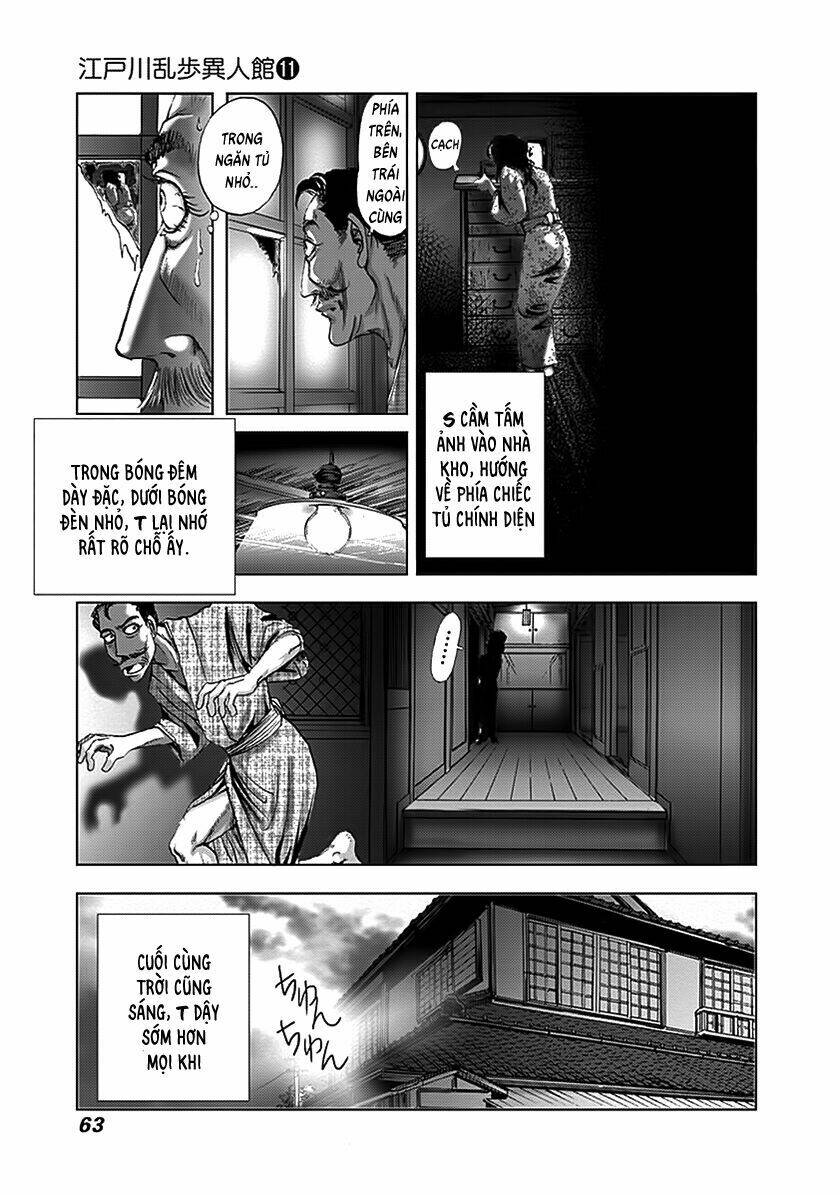 江戸川乱歩異人館⓫
CẠCH
S CẦM TẤM
ẢNH VÀO NHÀ
KHO, HƯỚNG
VỀ PHÍA CHIẾC
TỦ CHÍNH DIỆN
PHÍA
TRÊN,
BÊN
TRÁI
NGOÀI
CÙNG
TRONG
NGĂN TỦ
NHỎ..
TRONG BÓNG ĐÊM
DÀY ĐẶC, DƯỚI BÓNG
ĐÈN NHỎ, T LẠI NHỚ
RẤT RÕ CHỖ ẤY.
.....
CUỐI CÙNG
TRỜI CŨNG
SÁNG, T DẬY
SỚM HƠN
MỌI KHI
ちゅん
ちゅん
63